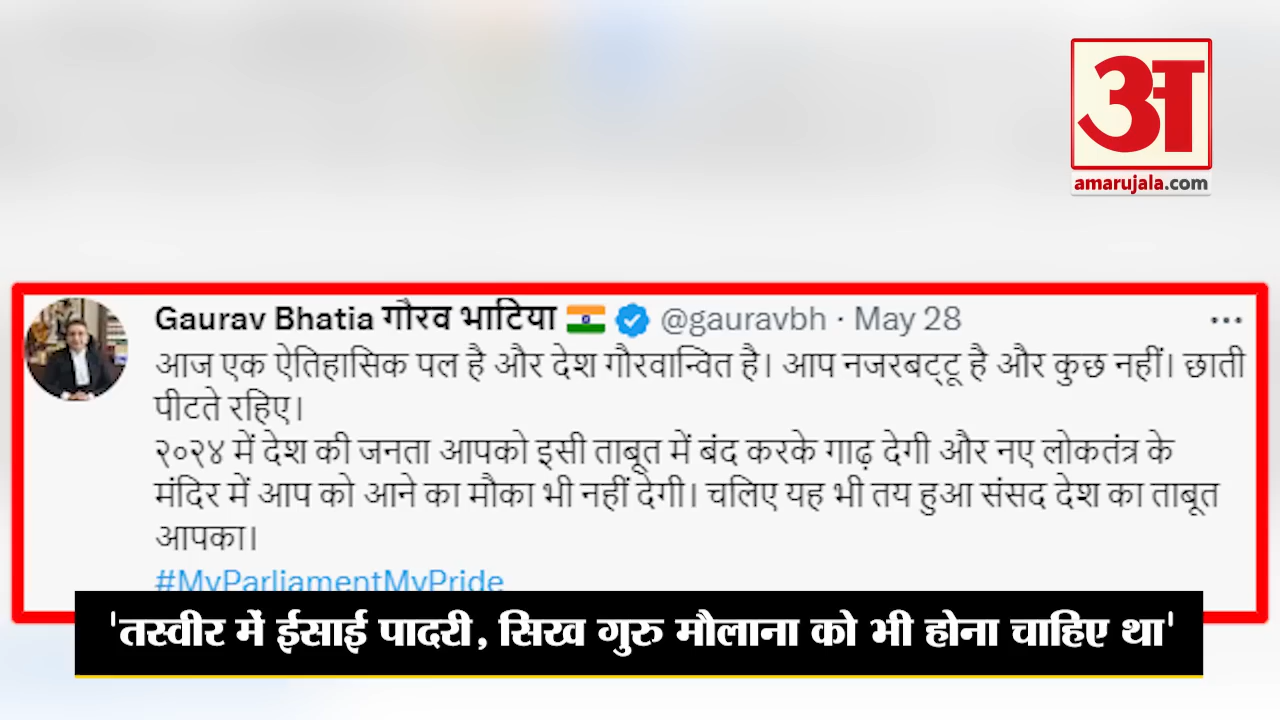 अ
amarujala.com
Gaurav Bhatia गौरव भाटिया @gauravbh · May 28
आज एक ऐतिहासिक पल है और देश गौरवान्वित है। आप नजरबट्टू है और कुछ नहीं। छाती
पीटते रहिए।
२०२४ में देश की जनता आपको इसी ताबूत में बंद करके गाढ़ देगी और नए लोकतंत्र के
मंदिर में आप को आने का मौका भी नहीं देगी। चलिए यह भी तय हुआ संसद देश का ताबूत
आपका।
#MyParliamentMyPride
'तस्वीर में ईसाई पादरी, सिख गुरु मौलाना को भी होना चाहिए था'